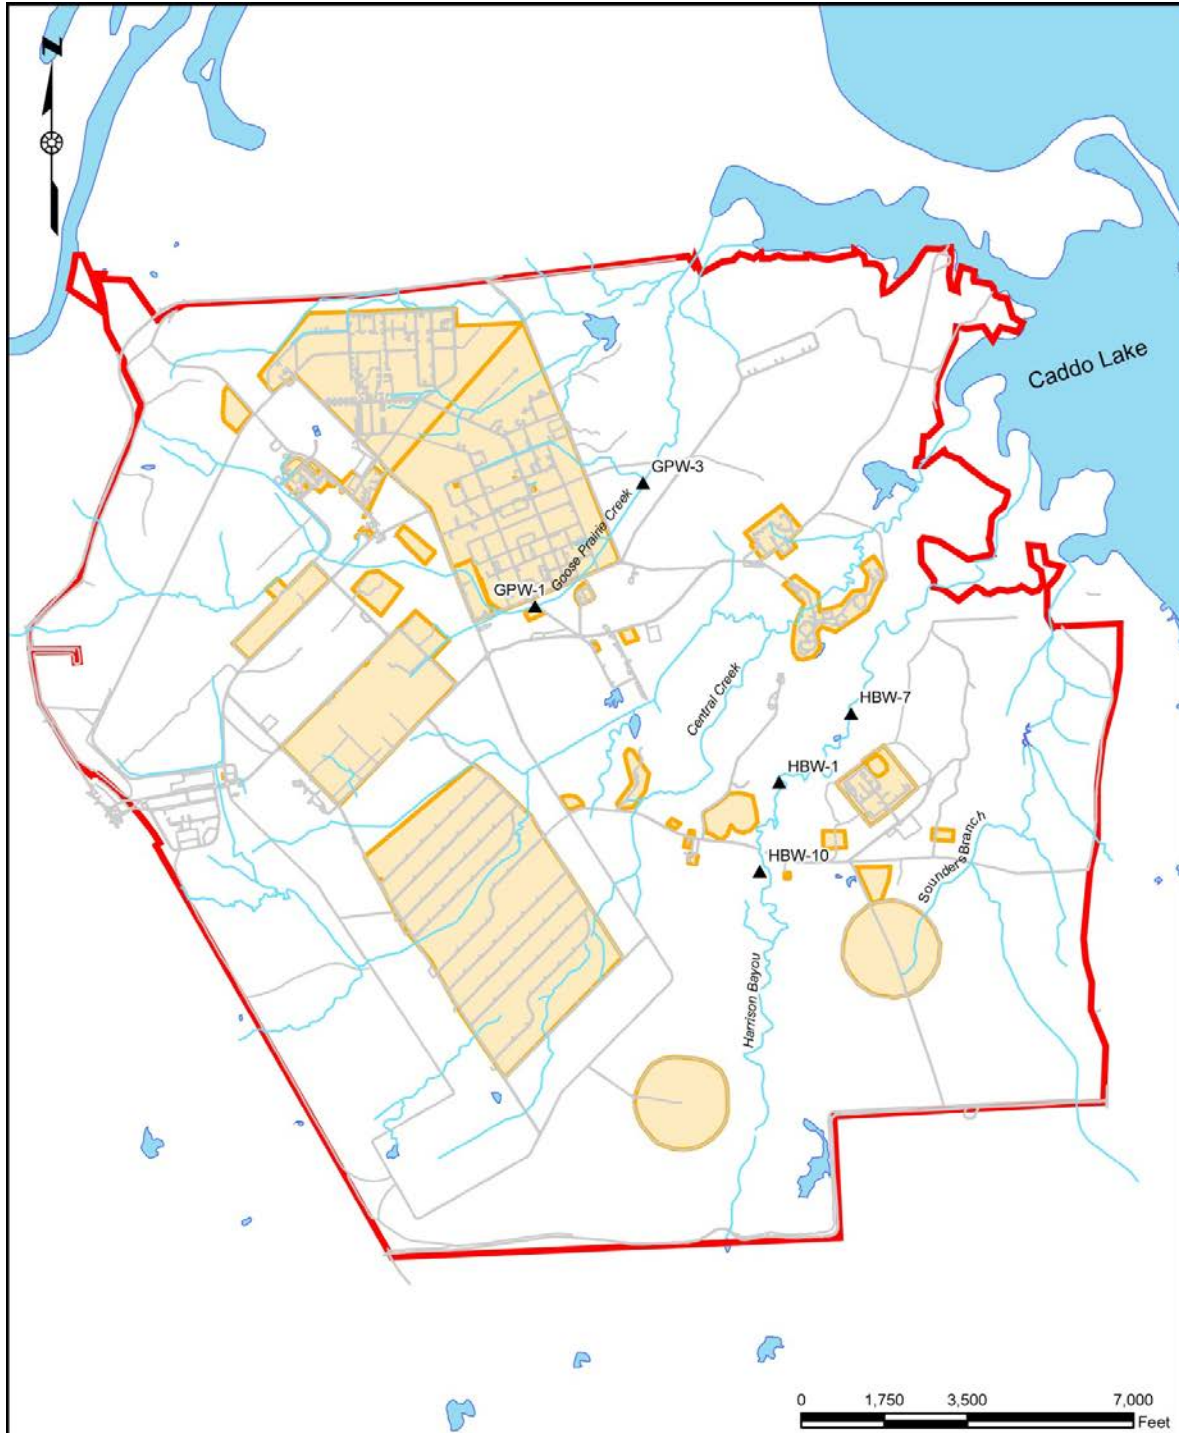 N
Caddo Lake
GPW-3
Goose Prairie Creek
GPW-1
Central Creek
HBW-7
HBW-1
HBW-10
Saunders Branch
Harrison Bayou
0 1,750 3,500 7,000
Feet